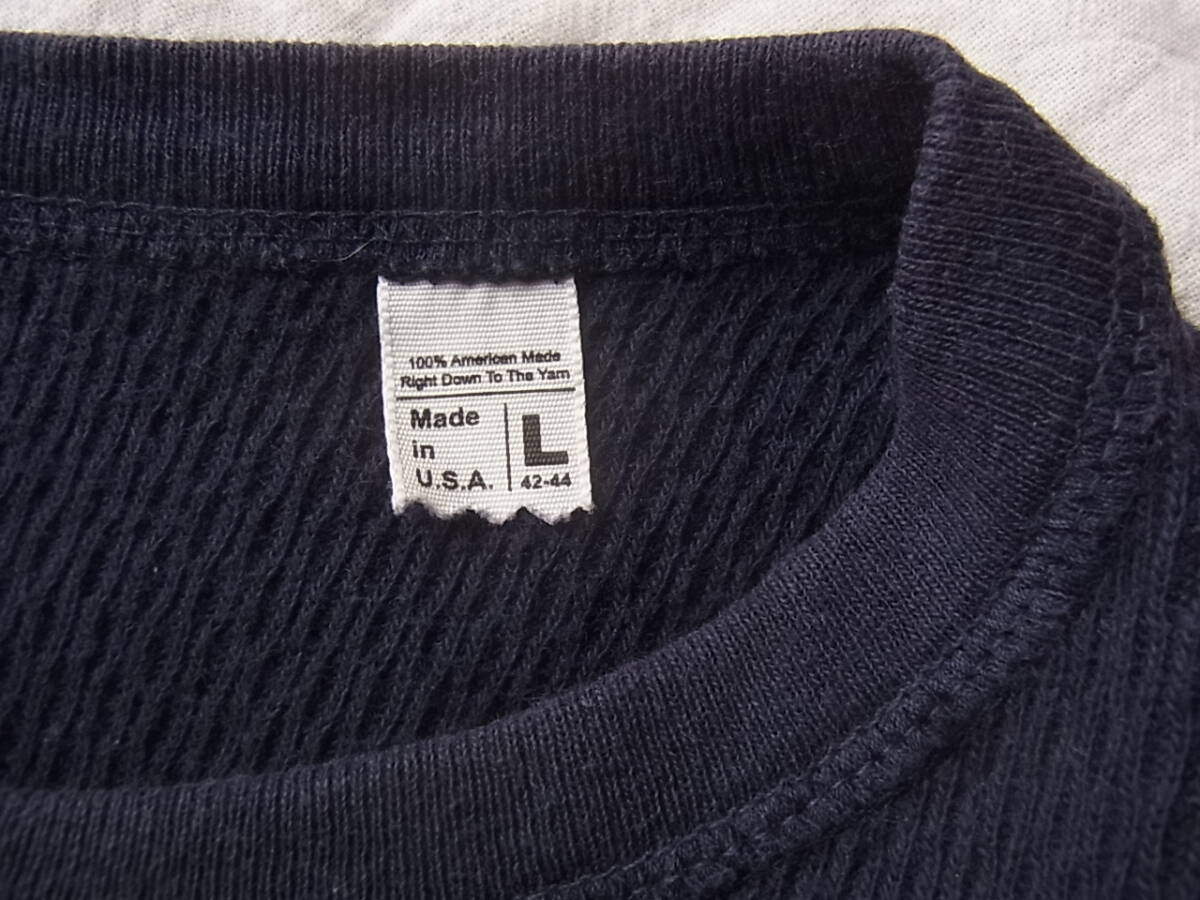 100% American Made
Right Down To The Yarn
Made
in
U.S.A.
L
42-44